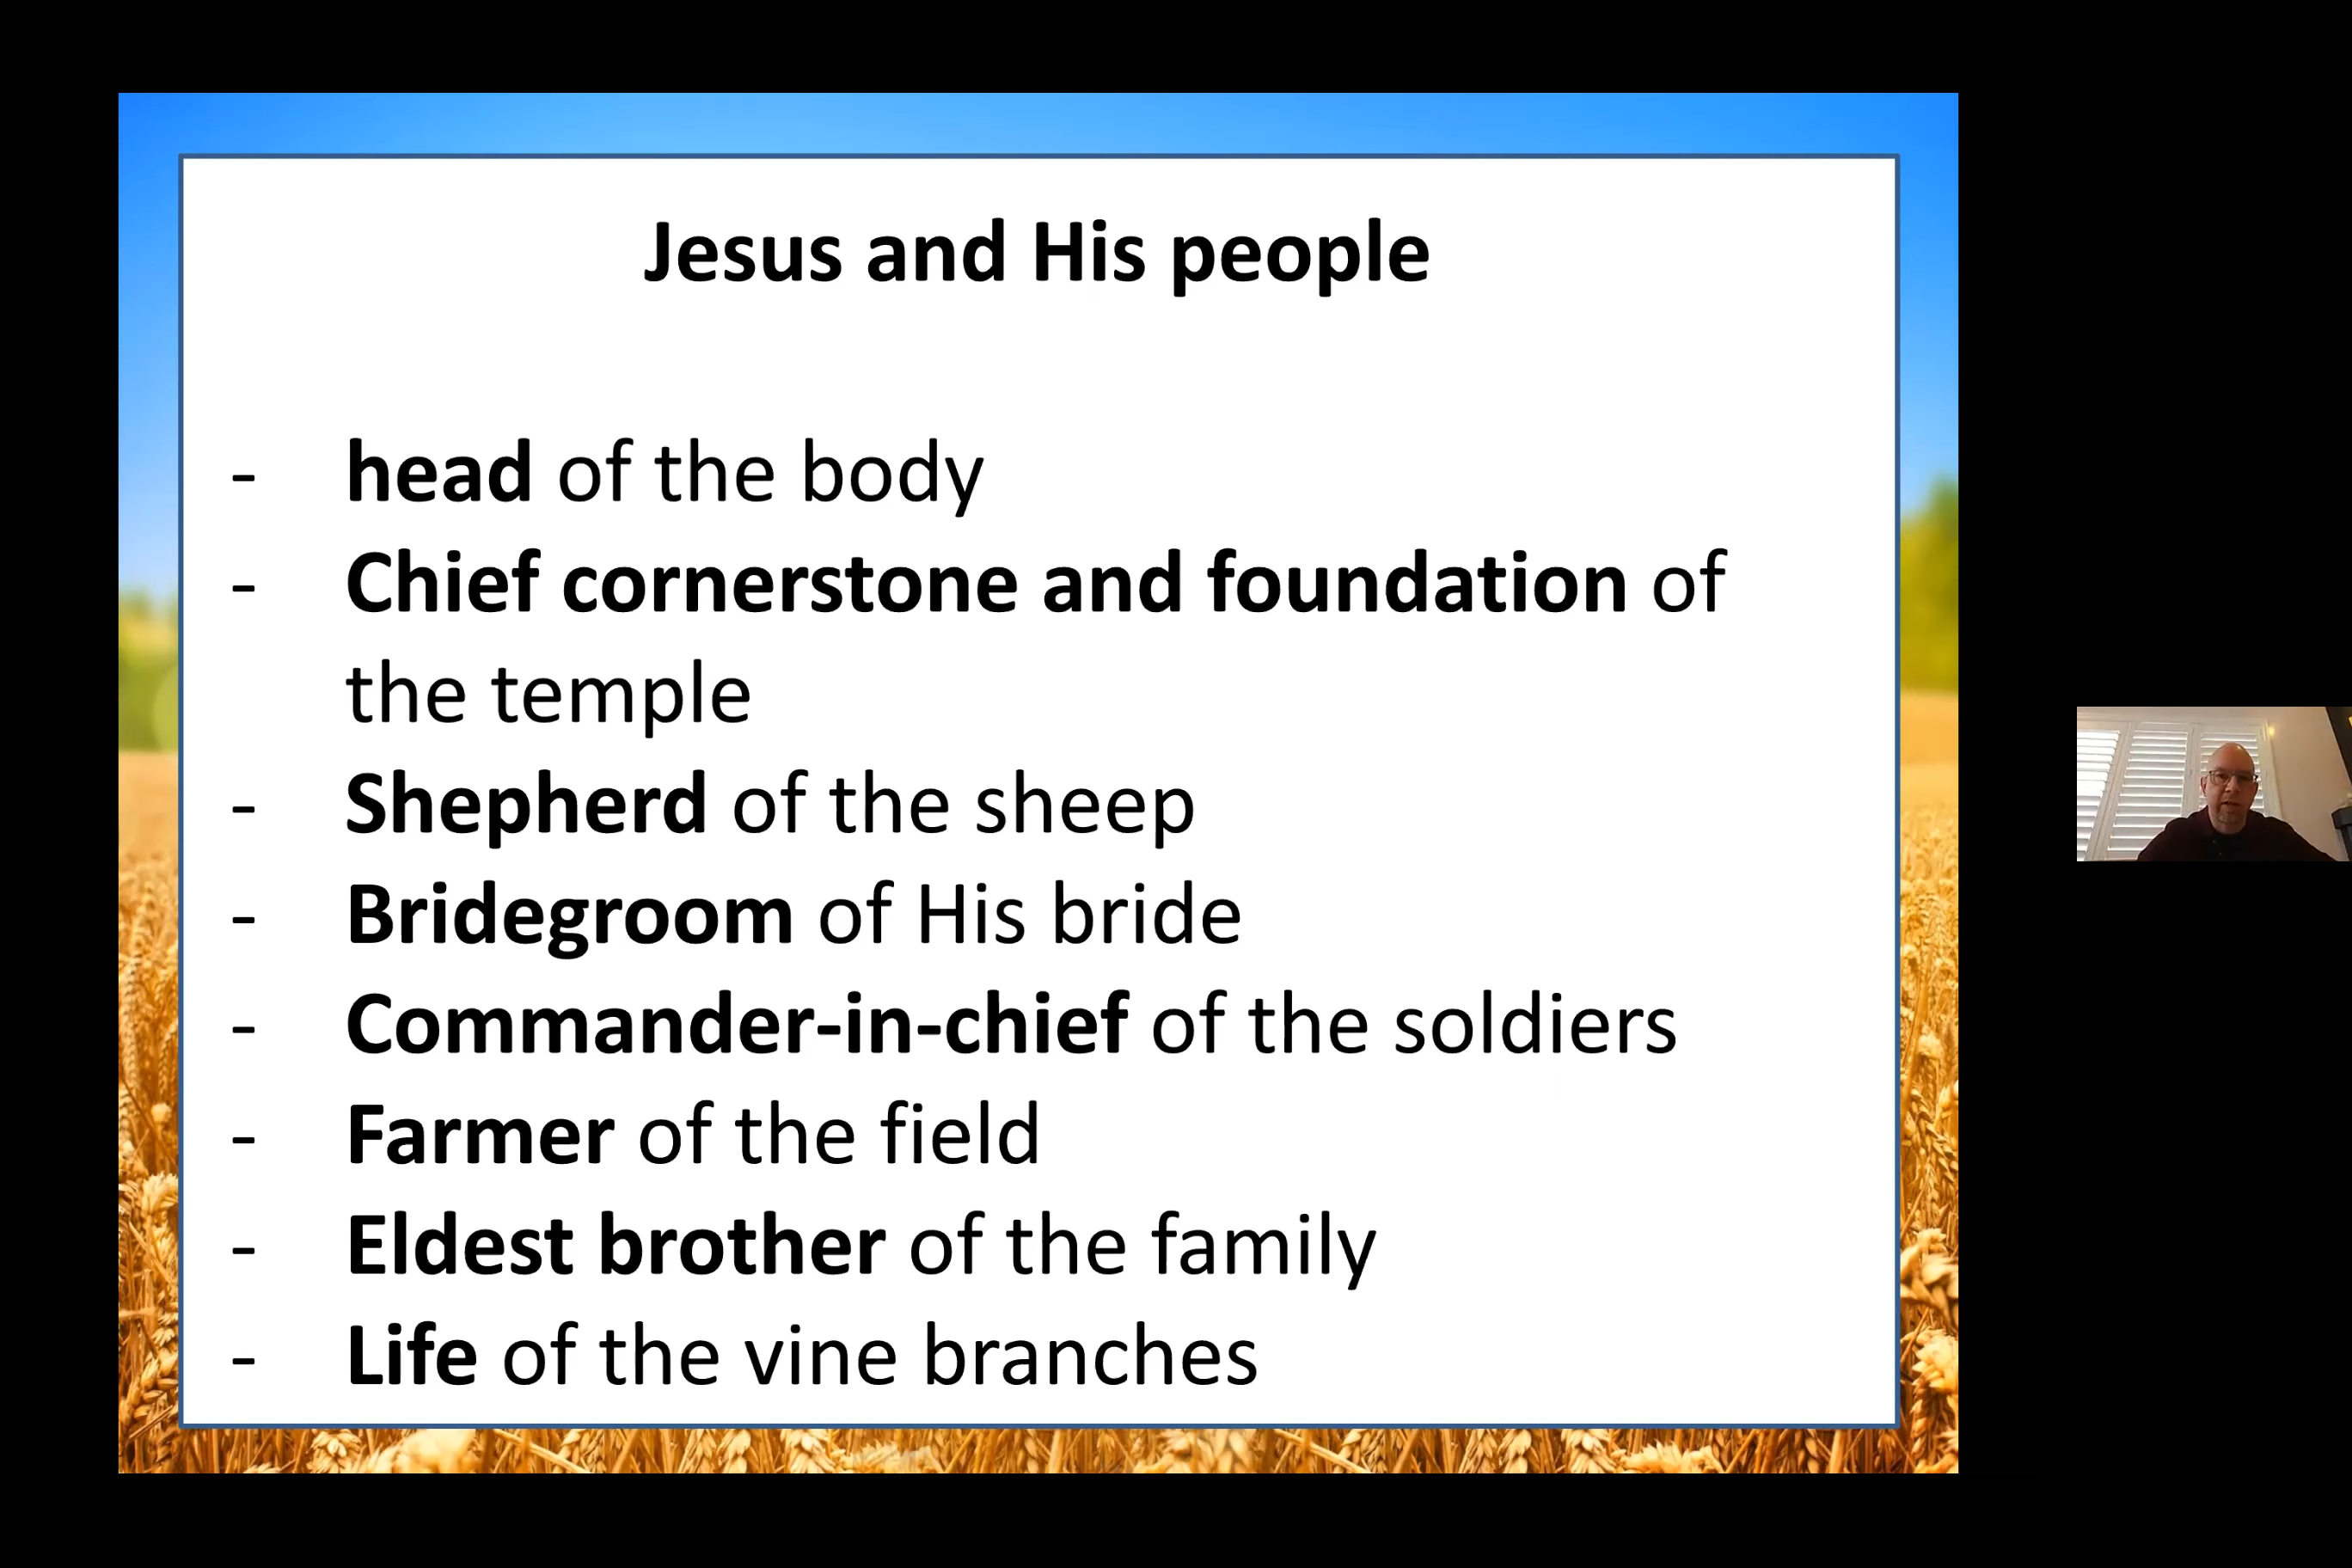 Jesus and His people
- head of the body
- Chief cornerstone and foundation of
the temple
- Shepherd of the sheep
- Bridegroom of His bride
- Commander-in-chief of the soldiers
- Farmer of the field
- Eldest brother of the family
- Life of the vine branches